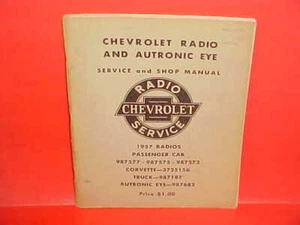 CHEVROLET RADIO
AND AUTRONIC EYE
SERVICE and SHOP MANUAL
RADIO
CHEVROLET
SERVICE
1957 RADIOS
PASSENGER CAR
987577 - 987575 - 987573
CORVETTE—3725156
TRUCK—987187
AUTRONIC EYE—987682
Price $1.00